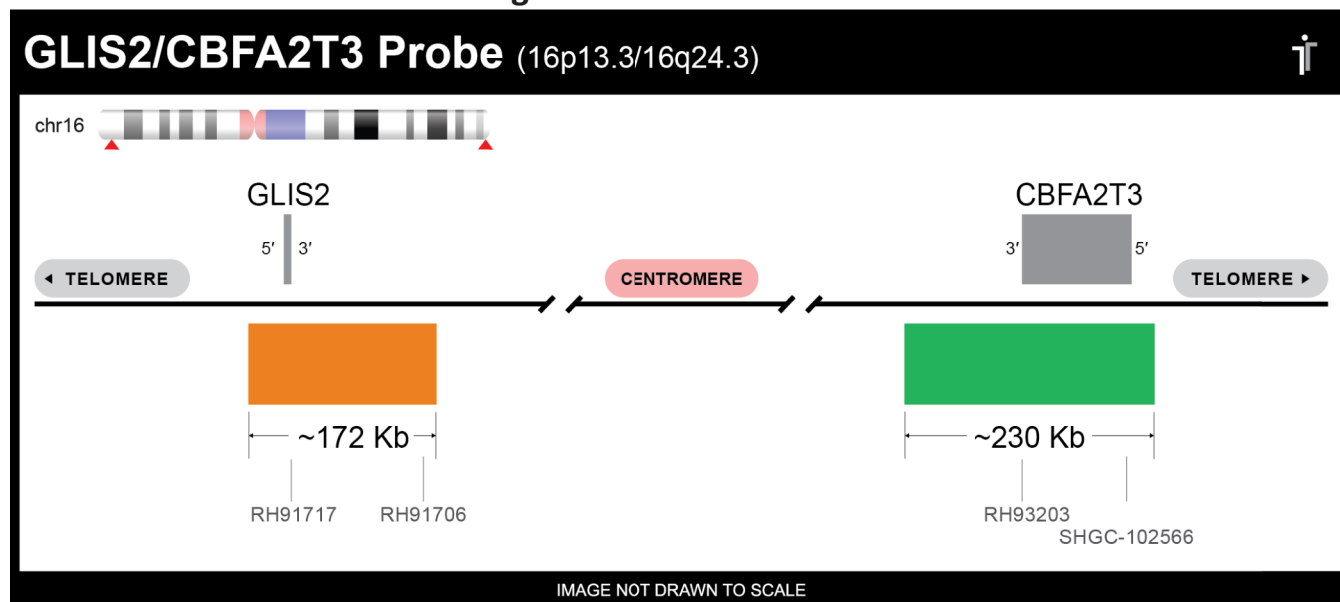 GLIS2/CBFA2T3 Probe (16p13.3/16q24.3)
chr16
GLIS2
CBFA2T3
5′ 3′
3′ 5′
◂ TELOMERE
CENTROMERE
TELOMERE ▸
~172 Kb
~230 Kb
RH91717 RH91706
RH93203
SHGC-102566
IMAGE NOT DRAWN TO SCALE